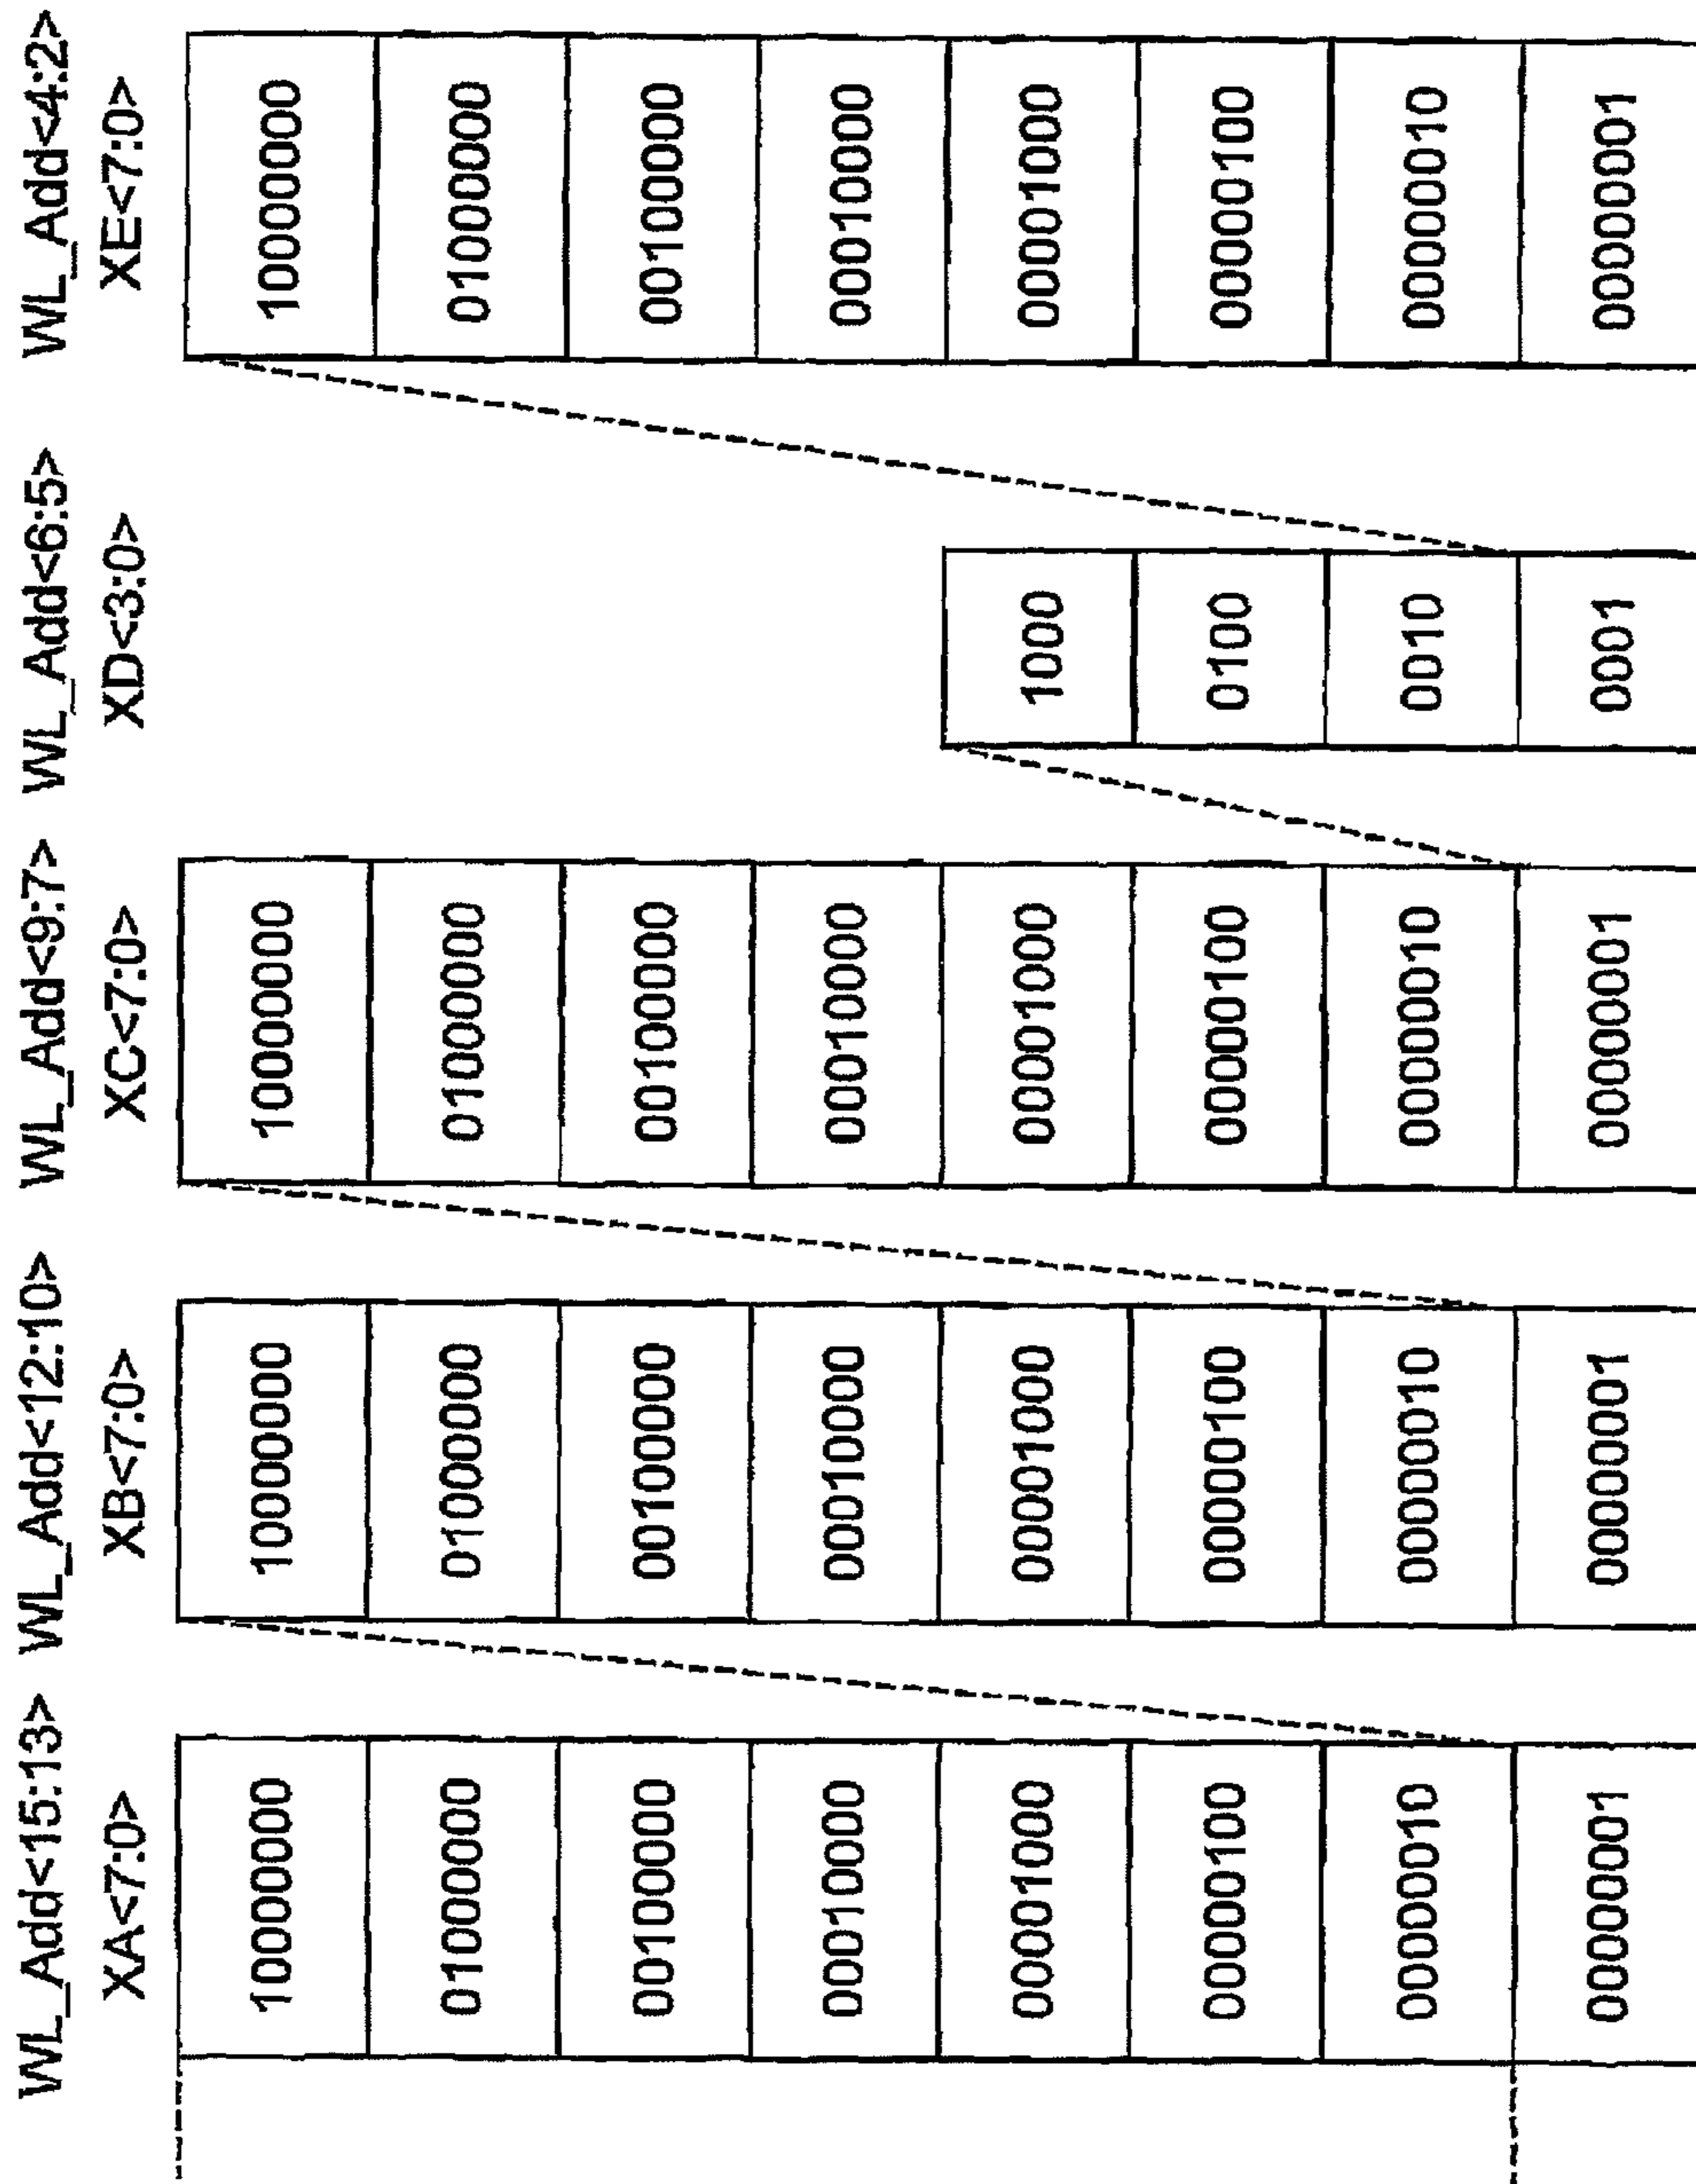 WL_Add<15:13> WL_Add<12:10> WL_Add<9:7> WL_Add<6:5> WL_Add<4:2>
XA<7:0> XB<7:0> XC<7:0> XD<3:0> XE<7:0>
10000000 10000000 10000000 10000000
01000000 01000000 01000000 01000000
00100000 00100000 00100000 00100000
00010000 00010000 00010000 00010000
00001000 00001000 00001000 1000 00001000
00000100 00000100 00000100 0100 00000100
00000010 00000010 00000010 0010 00000010
00000001 00000001 00000001 0001 00000001